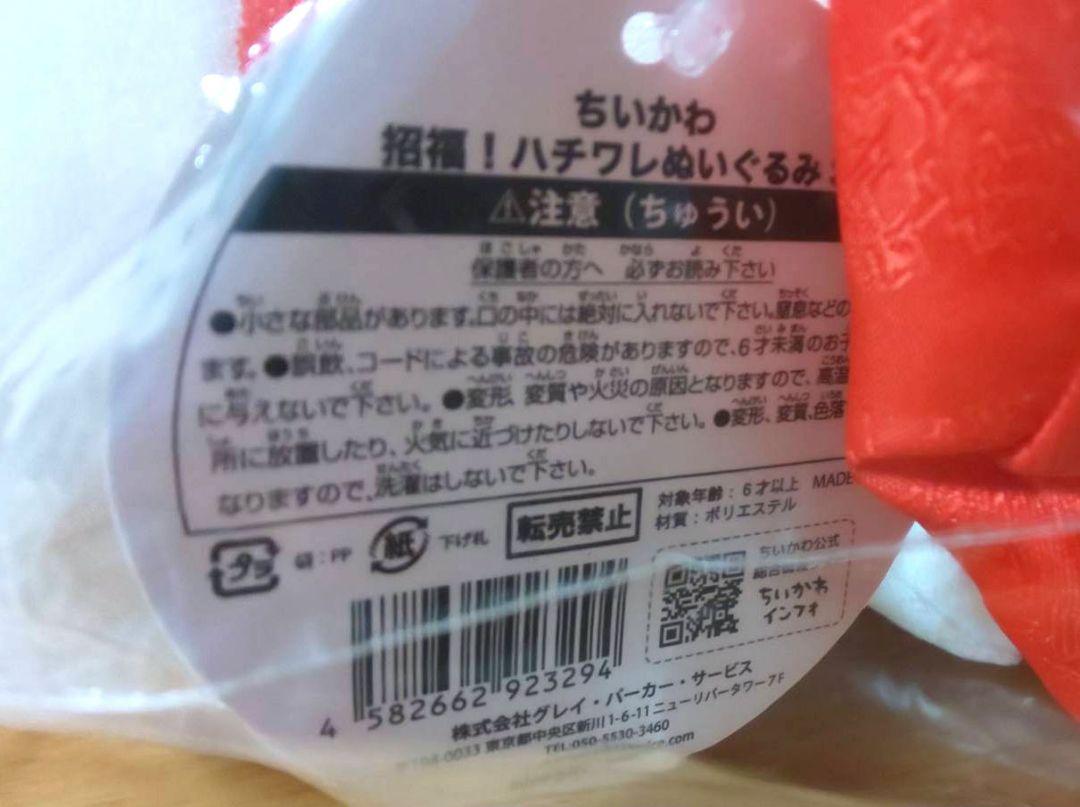 ちいかわ
招福！ハチワレぬいぐるみ
⚠注意（ちゅうい）
保護者の方へ 必ずお読み下さい
●小さな部品があります。口の中には絶対に入れないで下さい。窒息などの
ます。●誤飲、コードによる事故の危険がありますので、6才未満のお子
に与えないで下さい。●変形、変質や火災の原因となりますので、高温
所に放置したり、火気に近づけたりしないで下さい。●変形、変質、色落
なりますので、洗濯はしないで下さい。
プラ 袋：PP 紙 下げ札 転売禁止
対象年齢：6才以上 MADE
材質：ポリエステル
ちいかわ公式
ちいかわ
インフォ
4 582662 923294
株式会社グレイ・パーカー・サービス
東京都中央区新川1-6-11ニューリバータワー7F
TEL:050-5530-3460